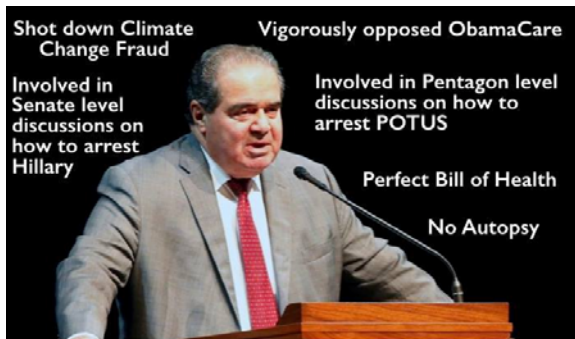 Shot down Climate
Change Fraud
Vigorously opposed ObamaCare
Involved in
Senate level
discussions on
how to arrest
Hillary
Involved in Pentagon level
discussions on how to
arrest POTUS
Perfect Bill of Health
No Autopsy